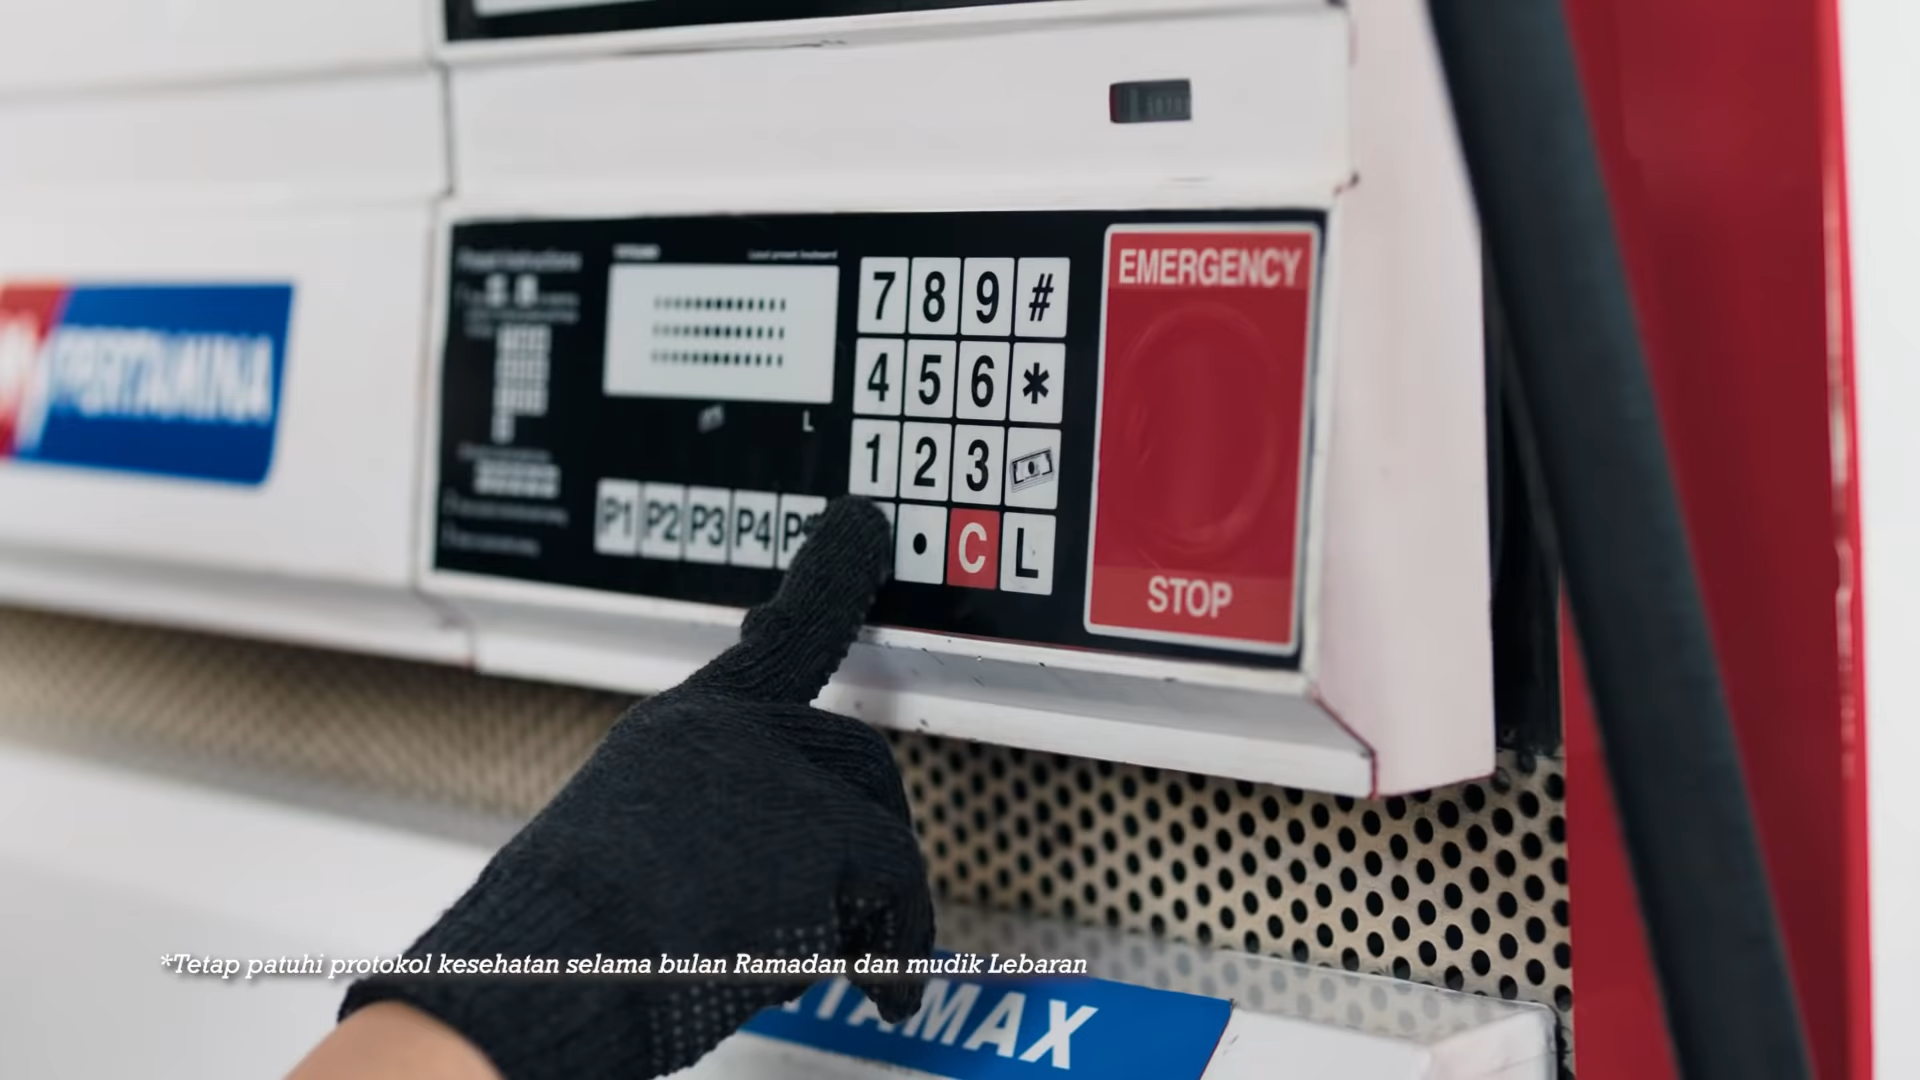 PERTAMINA
7 8 9 #
4 5 6 *
1 2 3
P1 P2 P3 P4
• C L
L
EMERGENCY
STOP
*Tetap patuhi protokol kesehatan selama bulan Ramadan dan mudik Lebaran
TAMAX